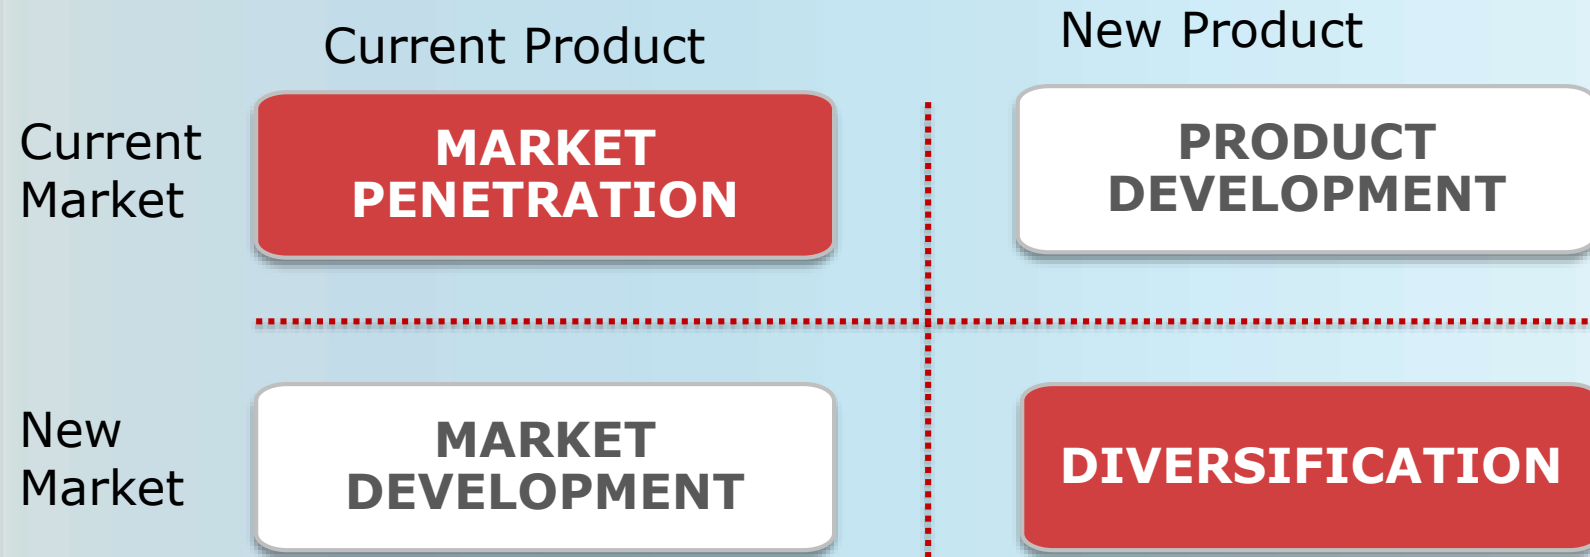 Current Product
New Product
Current
Market
MARKET
PENETRATION
PRODUCT
DEVELOPMENT
New
Market
MARKET
DEVELOPMENT
DIVERSIFICATION